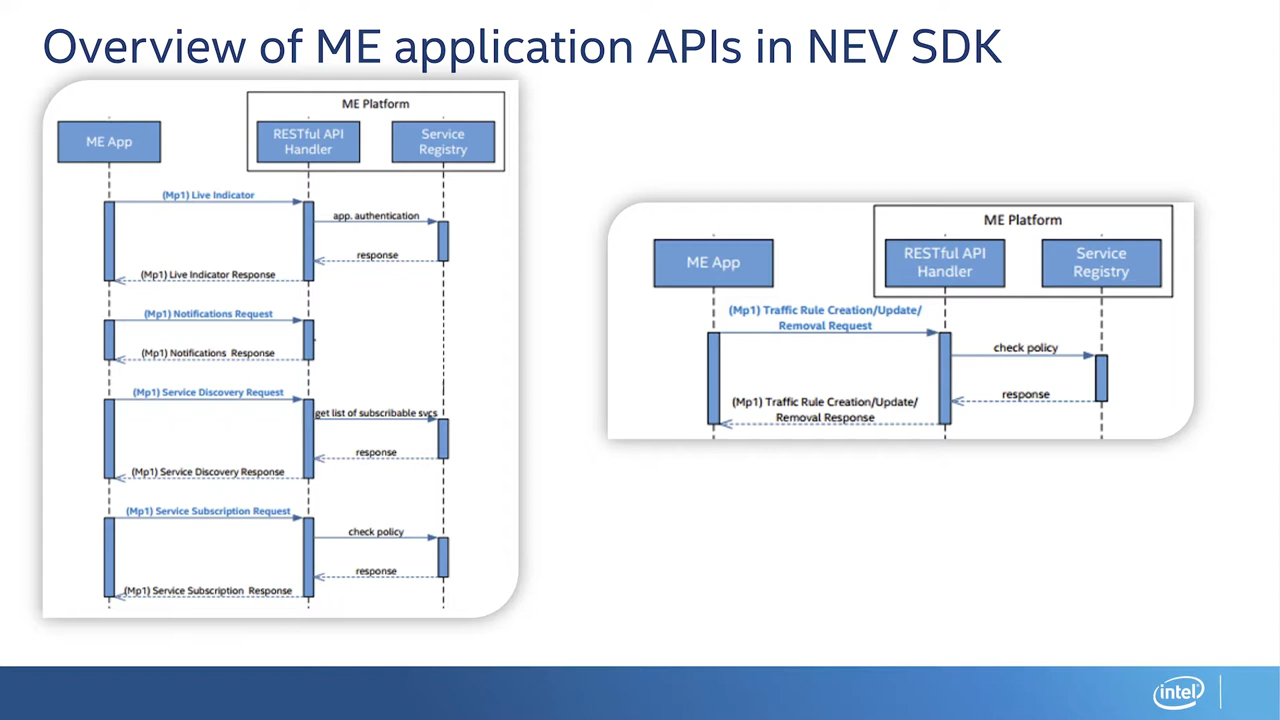 Overview of ME application APIs in NEV SDK
ME Platform
ME App
RESTful API
Handler
Service
Registry
(Mp1) Live Indicator
app. authentication
response
(Mp1) Live Indicator Response
(Mp1) Notifications Request
(Mp1) Notifications Response
(Mp1) Service Discovery Request
get list of subscribable svcs
response
(Mp1) Service Discovery Response
(Mp1) Service Subscription Request
check policy
response
(Mp1) Service Subscription Response
ME Platform
ME App
RESTful API
Handler
Service
Registry
(Mp1) Traffic Rule Creation/Update/
Removal Request
check policy
response
(Mp1) Traffic Rule Creation/Update/
Removal Response
intel